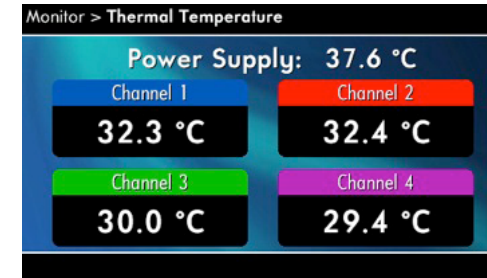 Monitor > Thermal Temperature
Power Supply: 37.6 °C
Channel 1
Channel 2
32.3 °C
32.4 °C
Channel 3
Channel 4
30.0 °C
29.4 °C